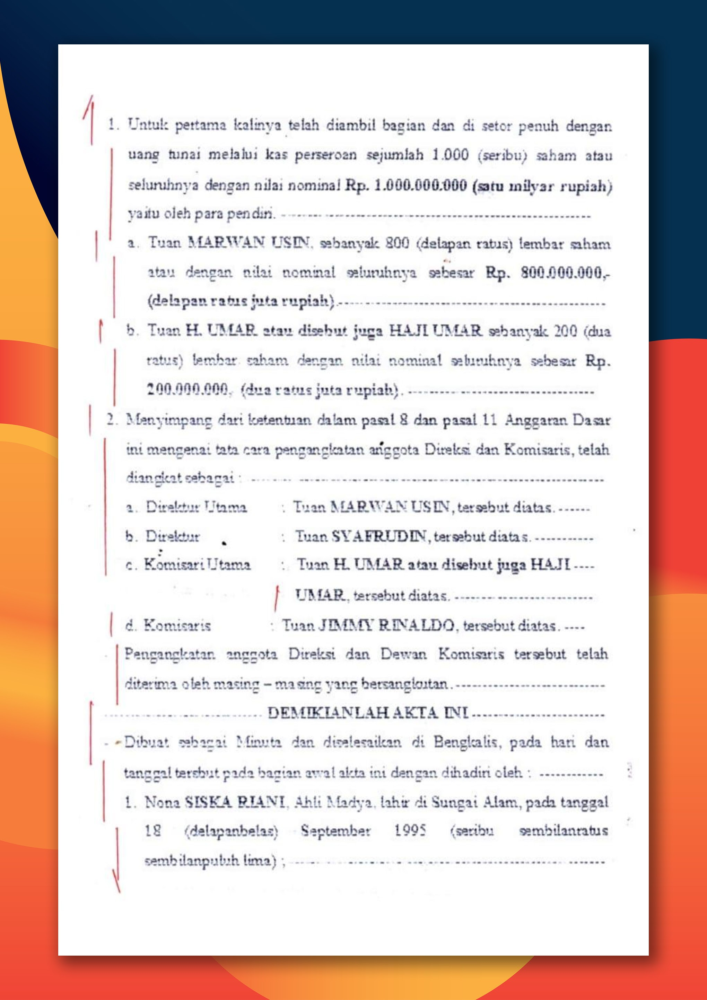 1. Untuk pertama kalinya telah diambil bagian dan di setor penuh dengan
uang tunai melalui kas perseroan sejumlah 1.000 (seribu) saham atau
seluruhnya dengan nilai nominal Rp. 1.000.000.000 (satu milyar rupiah)
yaitu oleh para pendiri. ----------
a. Tuan MARWAN USIN, sebanyak 800 (delapan ratus) lembar saham
atau dengan nilai nominal seluruhnya sebesar Rp. 800.000.000,-
(delapan ratus juta rupiah).----------
b. Tuan H. UMAR atau disebut juga HAJI UMAR sebanyak 200 (dua
ratus) lembar saham dengan nilai nominal seluruhnya sebesar Rp.
200.000.000,- (dua ratus juta rupiah). ----------
2. Menyimpang dari ketentuan dalam pasal 8 dan pasal 11 Anggaran Dasar
ini mengenai tata cara pengangkatan anggota Direksi dan Komisaris, telah
diangkat sebagai : ----------
a. Direktur Utama : Tuan MARWAN USIN, tersebut diatas. ------
b. Direktur : Tuan SYAFRUDIN, tersebut diatas. -----------
c. Komisari Utama : Tuan H. UMAR atau disebut juga HAJI ----
UMAR, tersebut diatas. ----------
d. Komisaris : Tuan JIMMY RINALDO, tersebut diatas. ----
Pengangkatan anggota Direksi dan Dewan Komisaris tersebut telah
diterima oleh masing – masing yang bersangkutan.----------
---------- DEMIKIANLAH AKTA INI ----------
- Dibuat sebagai Minuta dan diselesaikan di Bengkalis, pada hari dan
tanggal tersbut pada bagian awal akta ini dengan dihadiri oleh : ------------
1. Nona SISKA RIANI, Ahli Madya, lahir di Sungai Alam, pada tanggal
18 (delapanbelas) September 1995 (seribu sembilanratus
sembilanpuluh lima) ; ----------